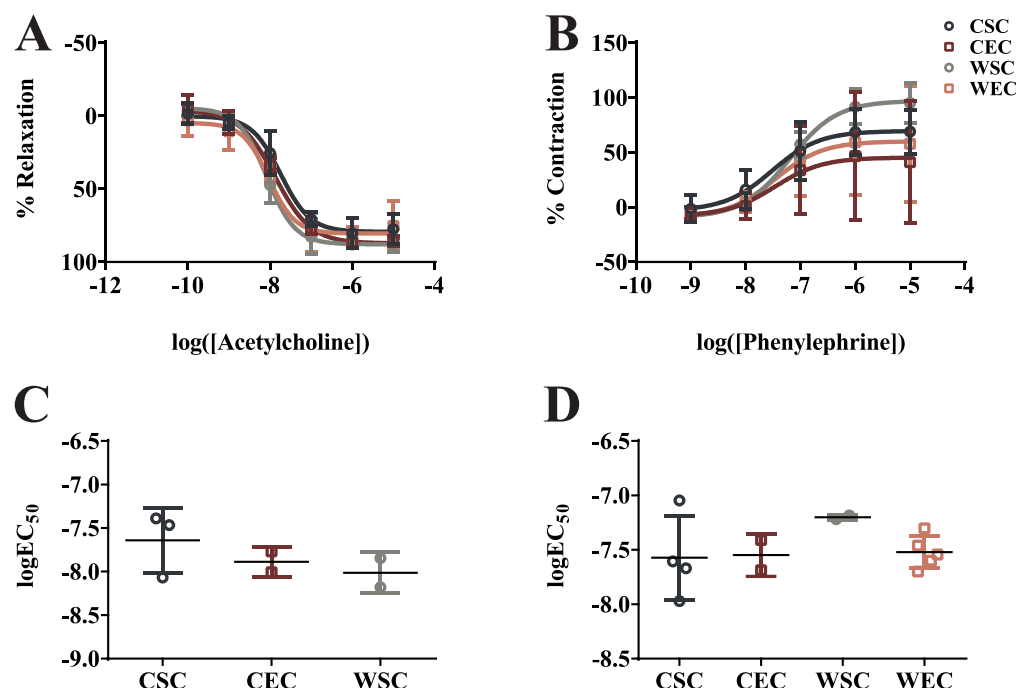 A
-50
0
50
100
% Relaxation
-12 -10 -8 -6 -4
log([Acetylcholine])
B
150
100
50
0
-50
% Contraction
-10 -9 -8 -7 -6 -5 -4
log([Phenylephrine])
CSC
CEC
WSC
WEC
C
-6.5
-7.0
-7.5
-8.0
-8.5
-9.0
logEC50
CSC CEC WSC
D
-6.5
-7.0
-7.5
-8.0
-8.5
logEC50
CSC CEC WSC WEC